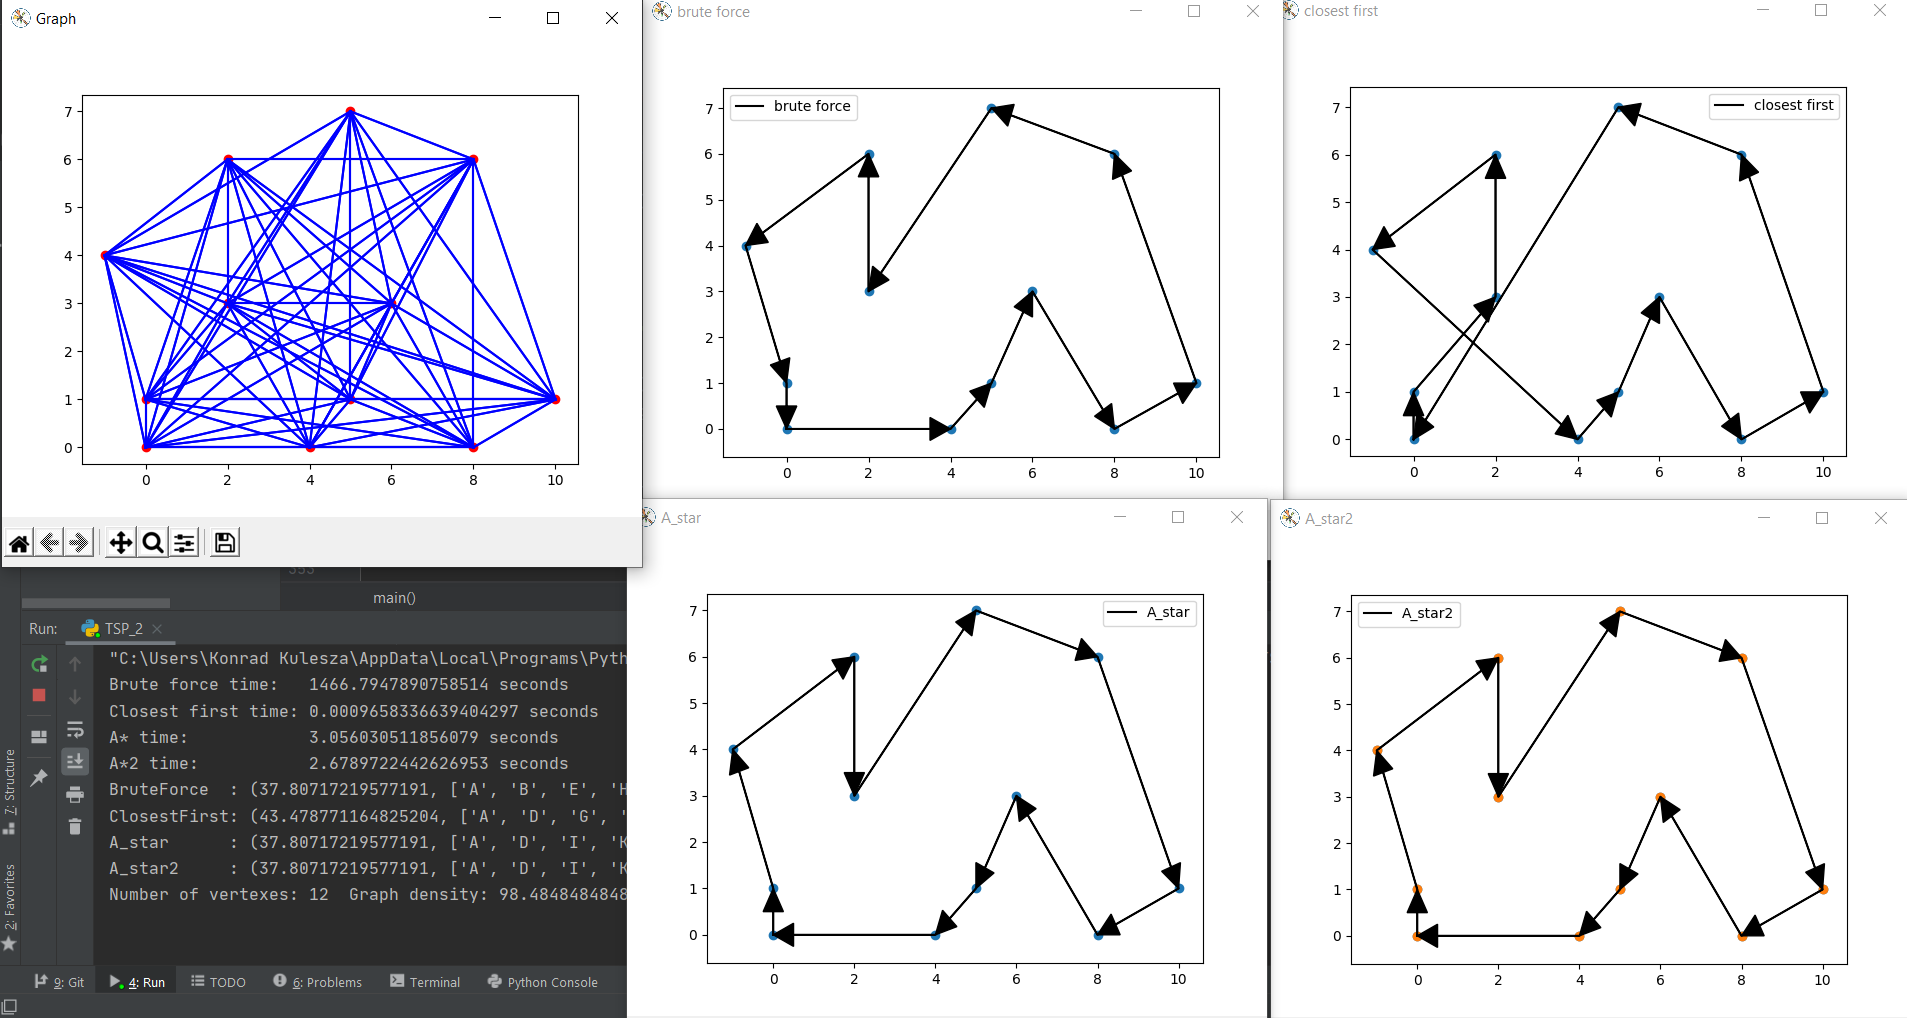 Graph
7
6
5
4
3
2
1
0
0 2 4 6 8 10
brute force
brute force
7
6
5
4
3
2
1
0
0 2 4 6 8 10
closest first
closest first
7
6
5
4
3
2
1
0
0 2 4 6 8 10
353
main()
Run: TSP_2
"C:\Users\Konrad Kulesza\AppData\Local\Programs\Pyth
Brute force time: 1466.7947890758514 seconds
Closest first time: 0.0009658336639404297 seconds
A* time: 3.056030511856079 seconds
A*2 time: 2.6789722442626953 seconds
BruteForce : (37.80717219577191, ['A', 'B', 'E', 'H
ClosestFirst: (43.478771164825204, ['A', 'D', 'G', '
A_star : (37.80717219577191, ['A', 'D', 'I', 'K
A_star2 : (37.80717219577191, ['A', 'D', 'I', 'K
Number of vertexes: 12 Graph density: 98.4848484848
7: Structure
2: Favorites
9: Git
4: Run
TODO
6: Problems
Terminal
Python Console
A_star
A_star
7
6
5
4
3
2
1
0
0 2 4 6 8 10
A_star2
A_star2
7
6
5
4
3
2
1
0
0 2 4 6 8 10